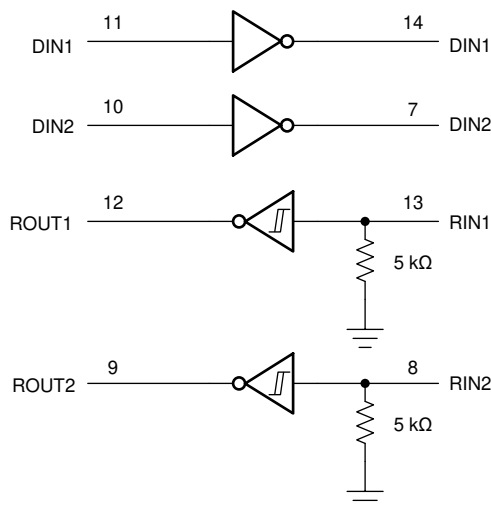 11 14
DIN1 DIN1
10 7
DIN2 DIN2
12 13
ROUT1 RIN1
5 kΩ
9 8
ROUT2 RIN2
5 kΩ